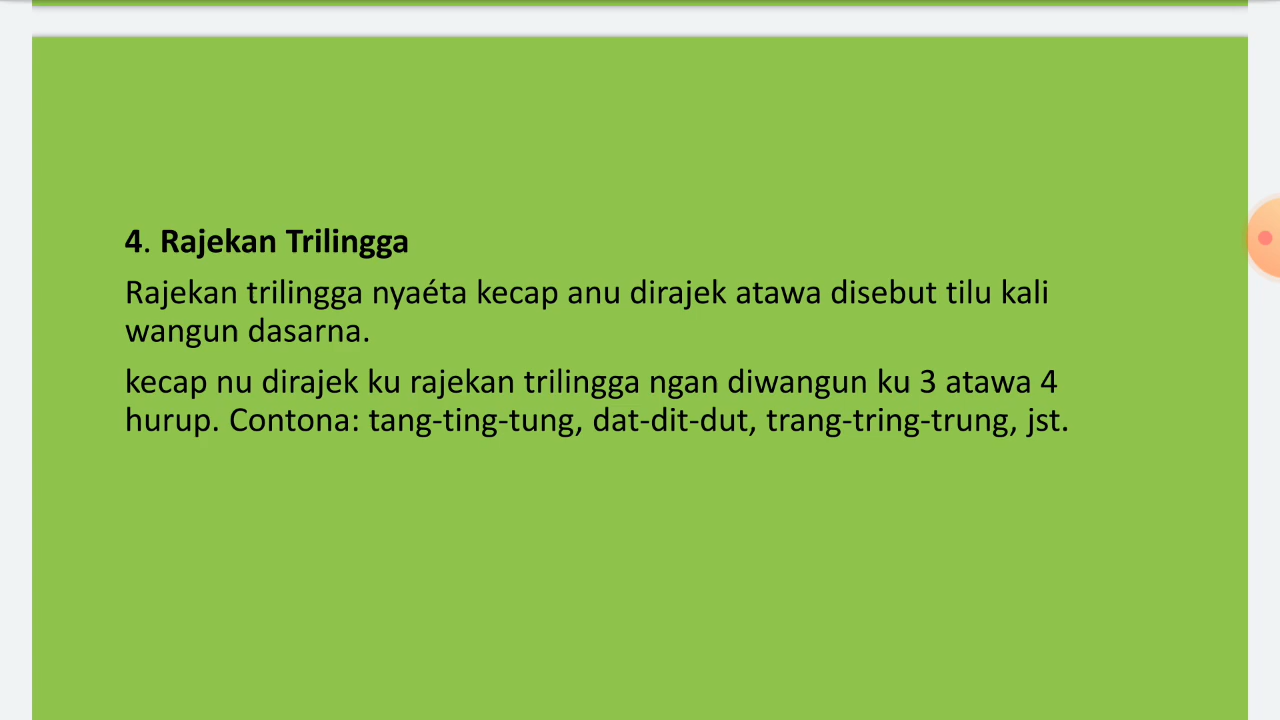 4. Rajekan Trilingga
Rajekan trilingga nyaéta kecap anu dirajek atawa disebut tilu kali
wangun dasarna.
kecap nu dirajek ku rajekan trilingga ngan diwangun ku 3 atawa 4
hurup. Contona: tang-ting-tung, dat-dit-dut, trang-tring-trung, jst.